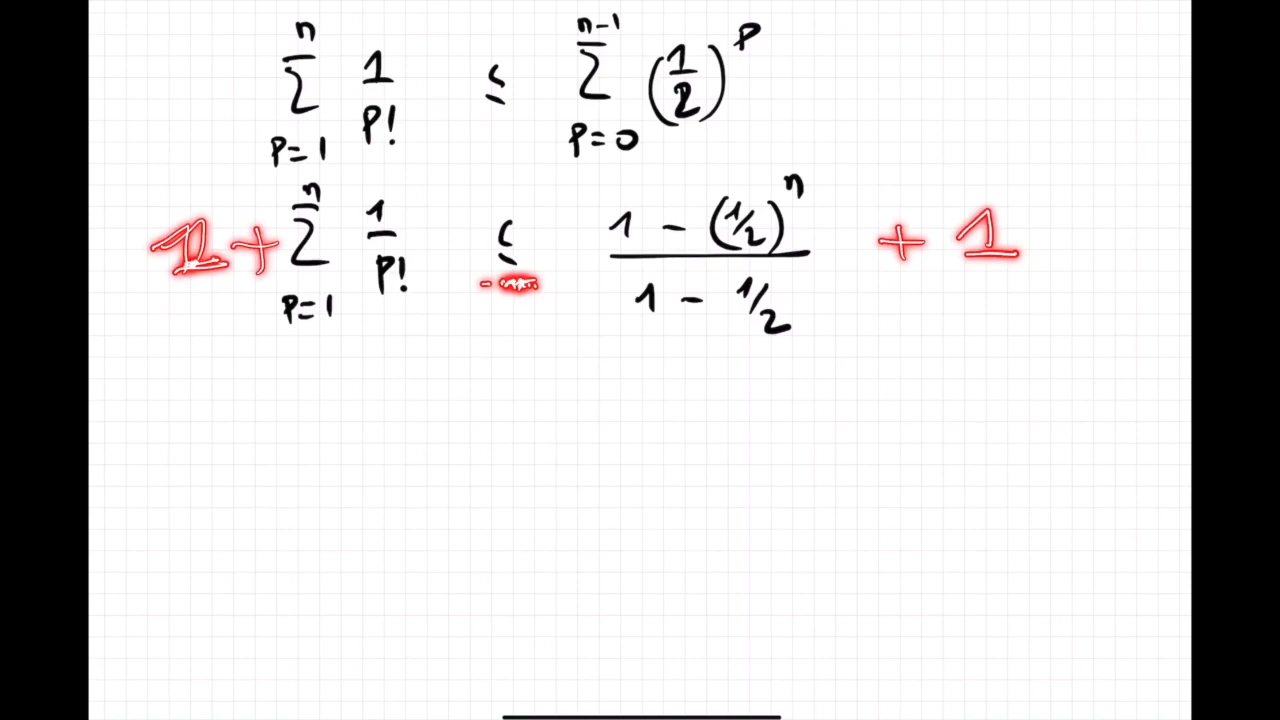 n∑p=1 1/p! ≤ n-1∑p=0 (1/2)^p
1 + n∑p=1 1/p! ≤ (1 - (1/2)^n)/(1 - 1/2) + 1